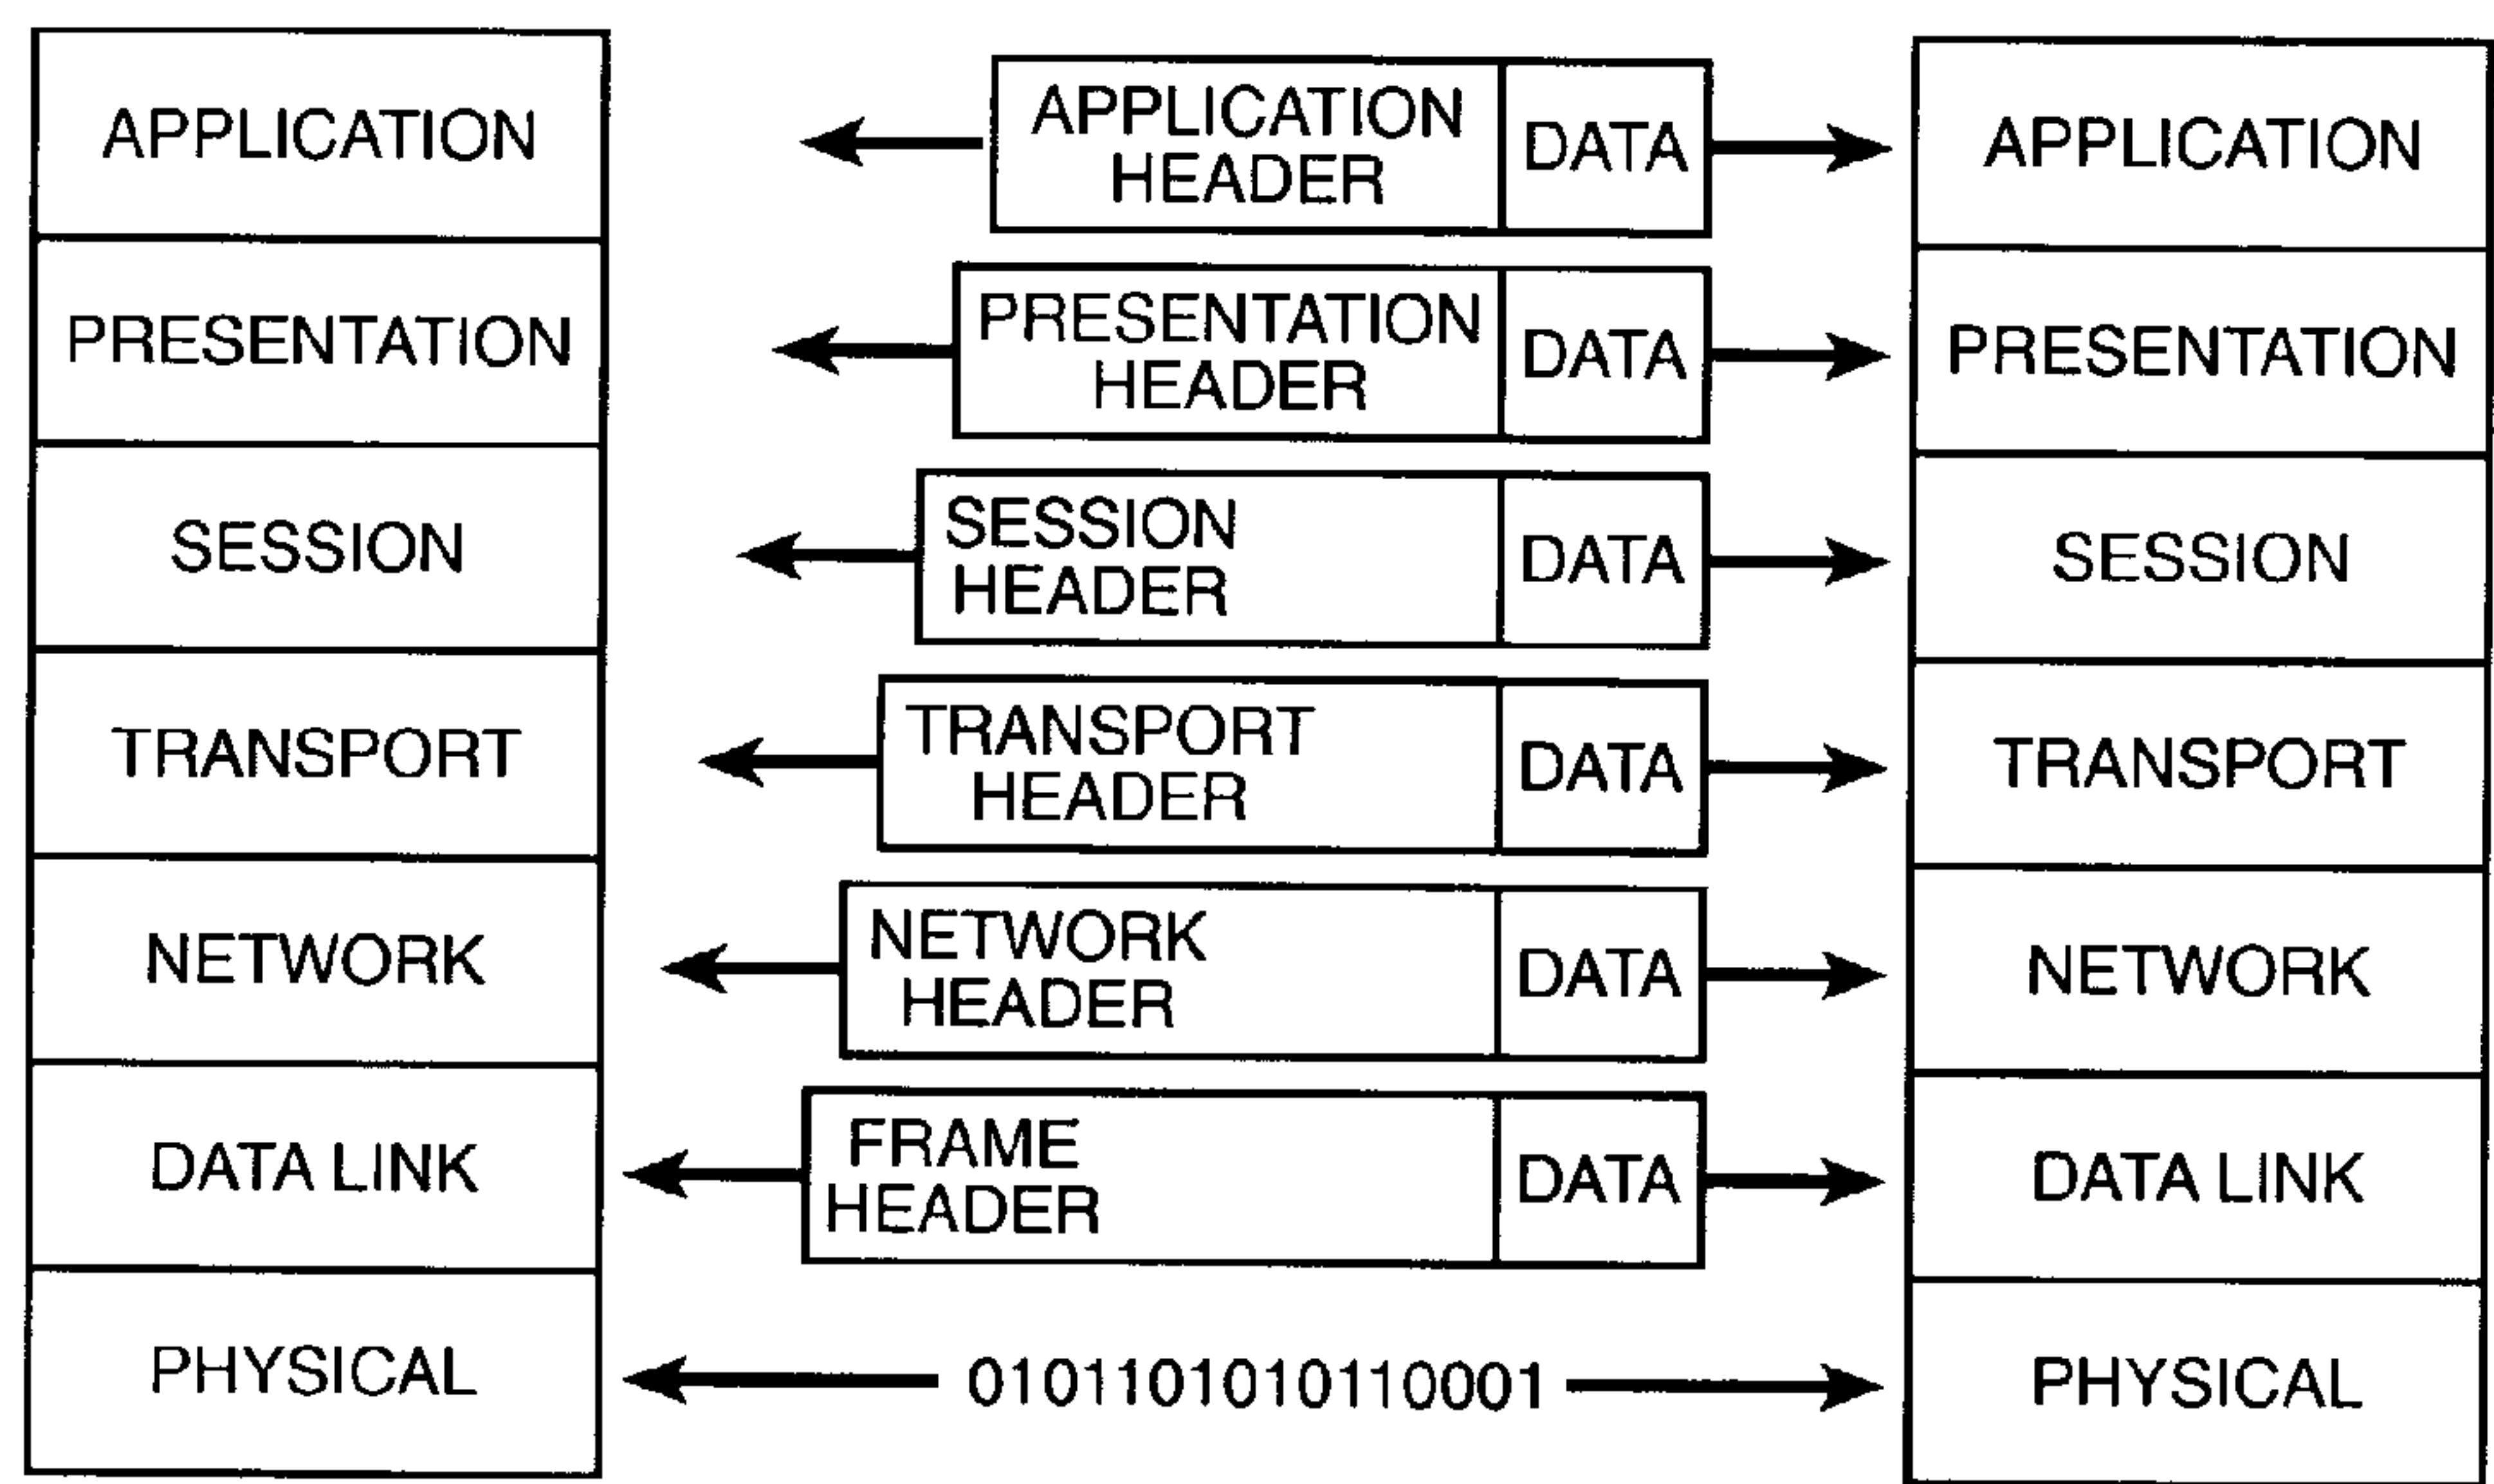 APPLICATION
APPLICATION
HEADER
DATA
APPLICATION
PRESENTATION
PRESENTATION
HEADER
DATA
PRESENTATION
SESSION
SESSION
HEADER
DATA
SESSION
TRANSPORT
TRANSPORT
HEADER
DATA
TRANSPORT
NETWORK
NETWORK
HEADER
DATA
NETWORK
DATA LINK
FRAME
HEADER
DATA
DATA LINK
PHYSICAL
0101101010110001
PHYSICAL